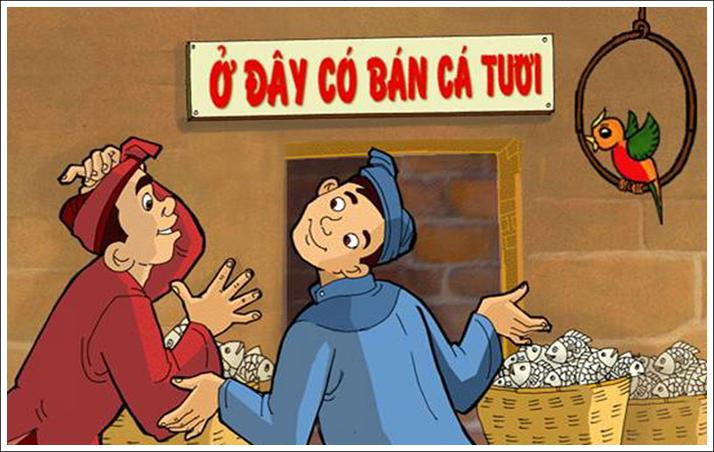 Ở ĐÂY CÓ BÁN CÁ TƯƠI